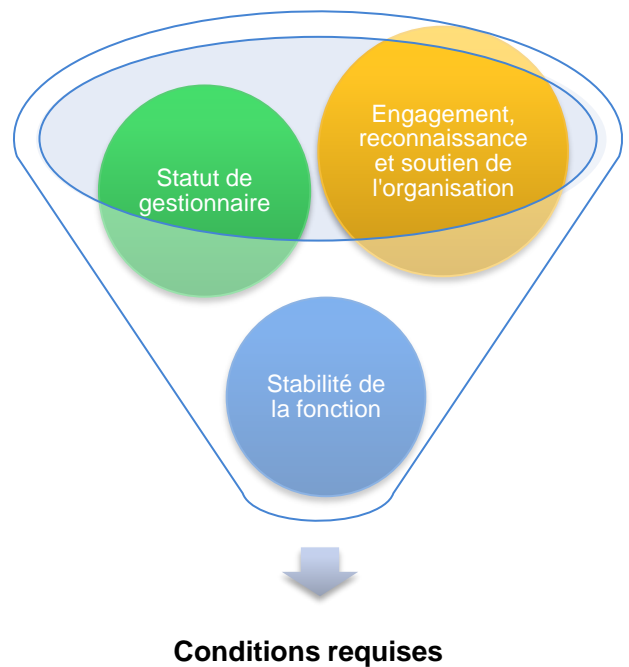 Engagement,
reconnaissance
et soutien de
l'organisation
Statut de
gestionnaire
Stabilité de
la fonction
Conditions requises